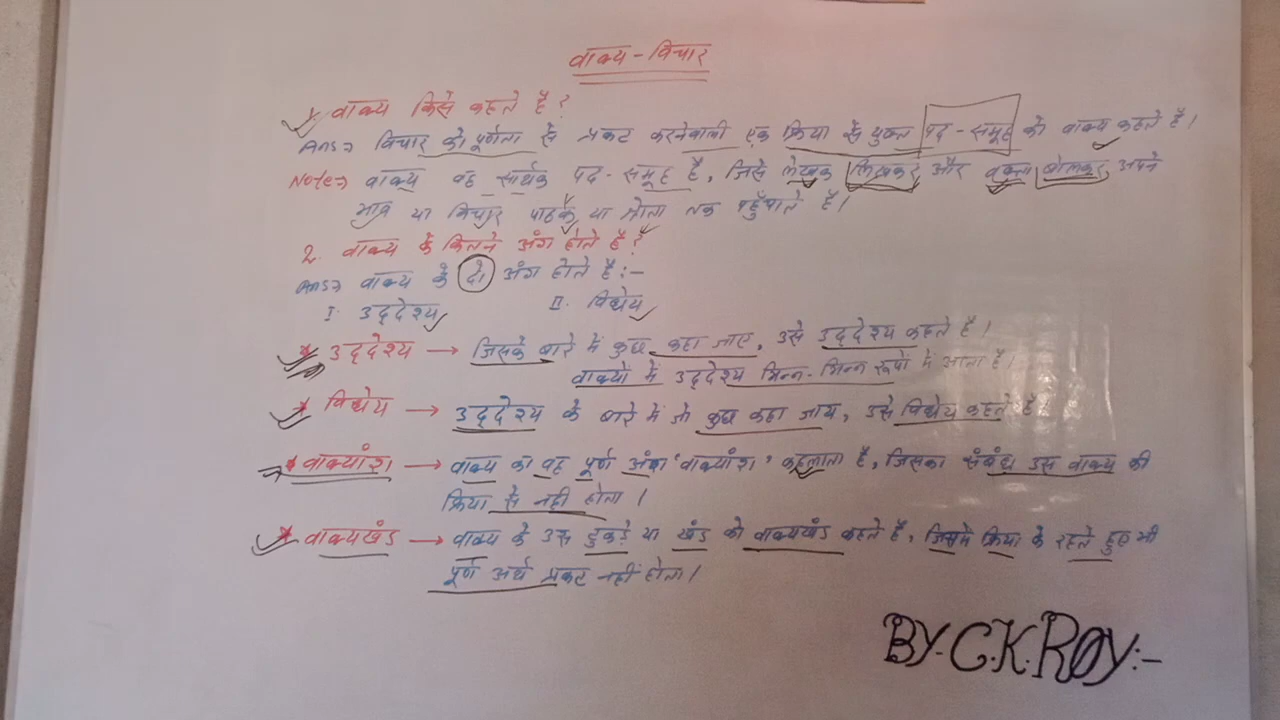 वाक्य - विचार
1. वाक्य किसे कहते है?
Ans:→ विचार को पूर्णता से प्रकट करनेवाली एक क्रिया से युक्त पद - समूह को वाक्य कहते है।
Note:→ वाक्य वह सार्थक पद - समूह है, जिसे लेखक लिखकर और वक्ता बोलकर अपने
भाव या विचार पाठक या श्रोता तक पहुँचाते है।
2. वाक्य के कितने अंग होते है?
Ans:→ वाक्य के दो अंग होते है:-
I. उद्देश्य II. विधेय
* उद्देश्य → जिसके बारे में कुछ कहा जाए, उसे उद्देश्य कहते है।
वाक्यों में उद्देश्य भिन्न - भिन्न रूपों में आता है।
* विधेय → उद्देश्य के बारे में जो कुछ कहा जाय, उसे विधेय कहते है
* वाक्यांश → वाक्य का वह पूर्ण अंश 'वाक्यांश' कहलाता है, जिसका संबंध उस वाक्य की
क्रिया से नही होता।
* वाक्यखंड → वाक्य के उस टुकड़े या खंड को वाक्यखंड कहते है, जिसमे क्रिया के रहते हुए भी
पूर्ण अर्थ प्रकट नहीं होता।
BY. C.K. ROY:-